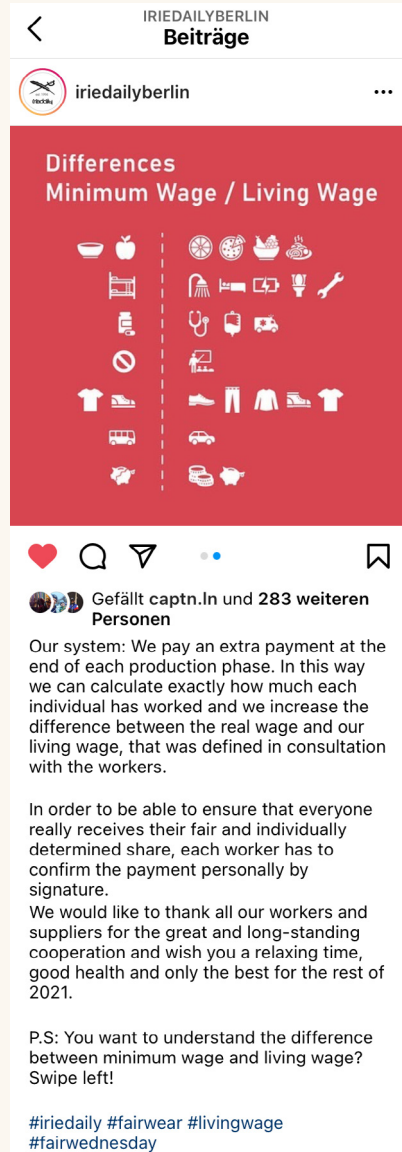 IRIEDAILYBERLIN
Beiträge
iriedaily
iriedailyberlin
Differences
Minimum Wage / Living Wage
Gefällt captn.ln und 283 weiteren
Personen
Our system: We pay an extra payment at the
end of each production phase. In this way
we can calculate exactly how much each
individual has worked and we increase the
difference between the real wage and our
living wage, that was defined in consultation
with the workers.
In order to be able to ensure that everyone
really receives their fair and individually
determined share, each worker has to
confirm the payment personally by
signature.
We would like to thank all our workers and
suppliers for the great and long-standing
cooperation and wish you a relaxing time,
good health and only the best for the rest of
2021.
P.S: You want to understand the difference
between minimum wage and living wage?
Swipe left!
#iriedaily #fairwear #livingwage
#fairwednesday